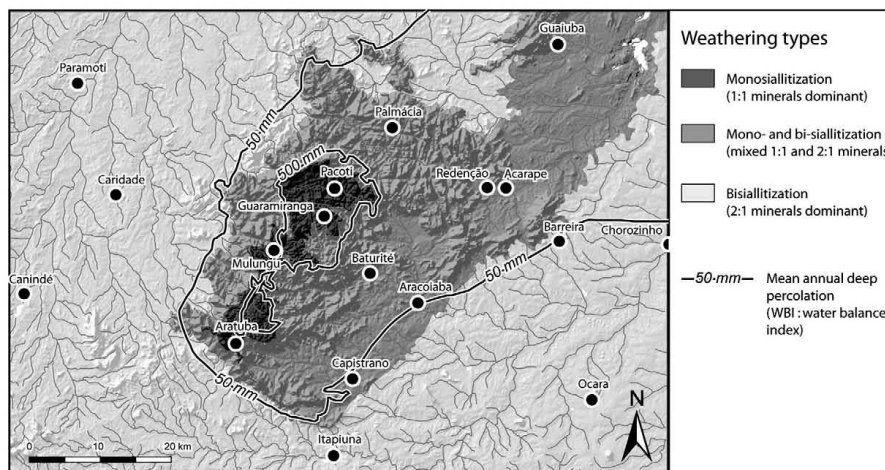 Guaiuba
Paramoti
Palmácia
50-mm
500-mm
Pacoti
Redenção
Acarape
Caridade
Guaramiranga
Barreira
Chorozinho
Mulungu
Baturité
Canindé
50-mm
Aracoiaba
Aratuba
50-mm
Capistrano
Ocara
N
Itapiuna
0 10 20 km
Weathering types
Monosiallitization
(1:1 minerals dominant)
Mono- and bi-siallitization
(mixed 1:1 and 2:1 minerals
Bisiallitization
(2:1 minerals dominant)
50-mm
Mean annual deep
percolation
(WBI : water balance
index)